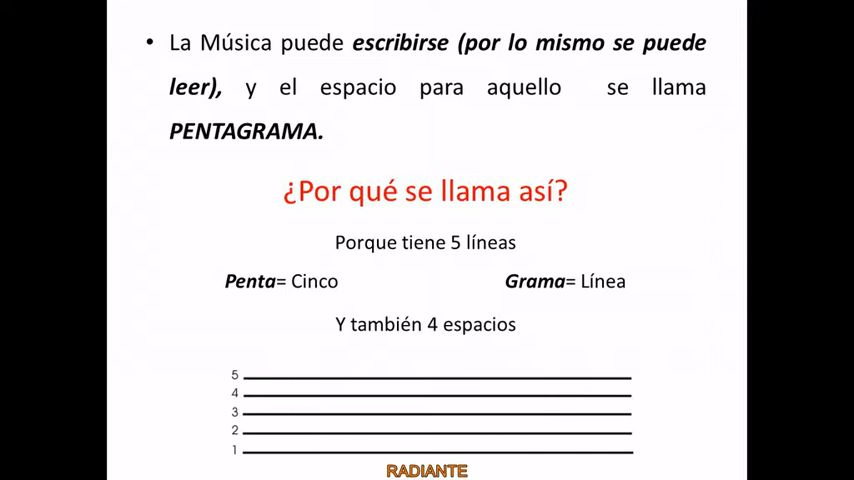 • La Música puede escribirse (por lo mismo se puede
leer), y el espacio para aquello se llama
PENTAGRAMA.
¿Por qué se llama así?
Porque tiene 5 líneas
Penta= Cinco Grama= Línea
Y también 4 espacios
5
4
3
2
1
RADIANTE